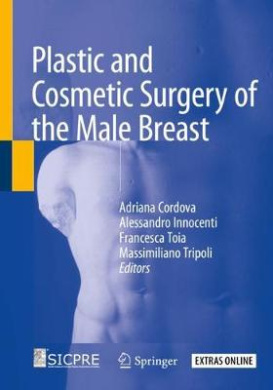 Plastic and
Cosmetic Surgery of
the Male Breast
Adriana Cordova
Alessandro Innocenti
Francesca Toia
Massimiliano Tripoli
Editors
SICPRE
Springer
EXTRAS ONLINE